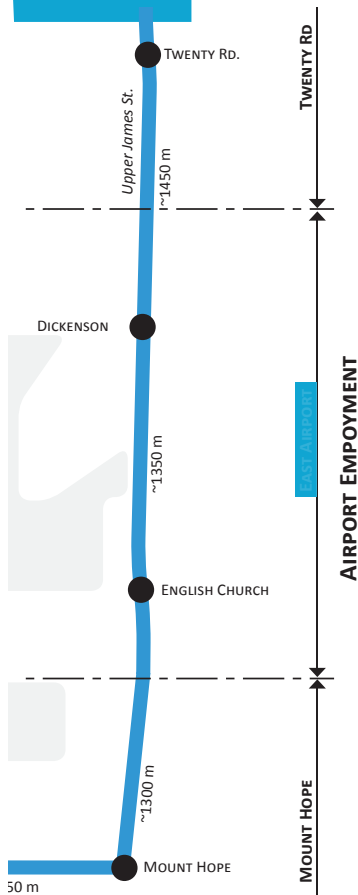 TWENTY RD.
TWENTY RD
Upper James St.
~1450 m
DICKENSON
~1350 m
EAST AIRPORT
AIRPORT EMPOYMENT
ENGLISH CHURCH
~1300 m
MOUNT HOPE
MOUNT HOPE
50 m